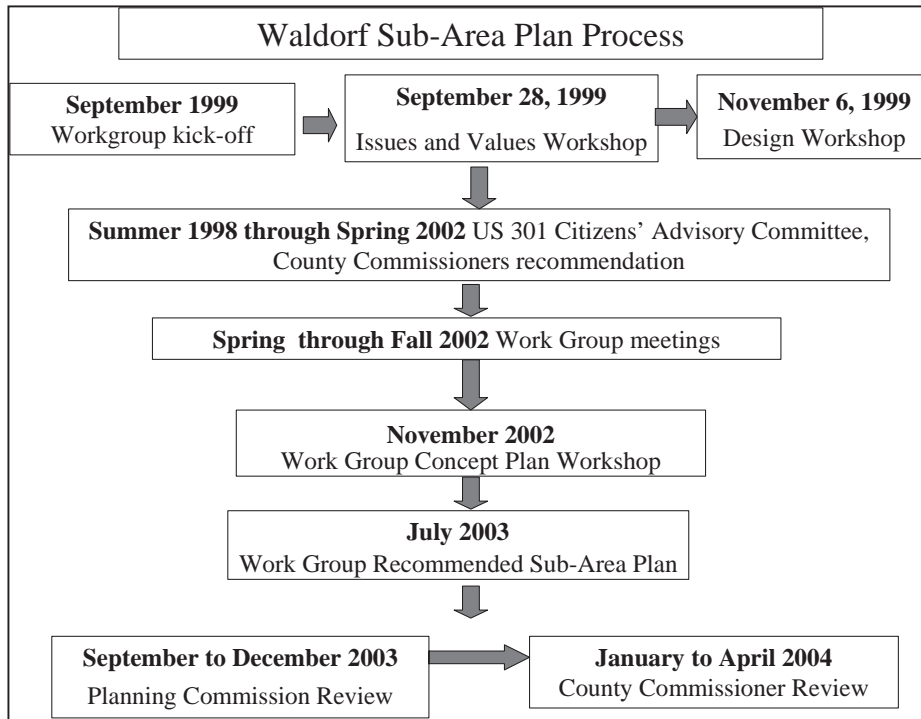 Waldorf Sub-Area Plan Process
September 1999
Workgroup kick-off
September 28, 1999
Issues and Values Workshop
November 6, 1999
Design Workshop
Summer 1998 through Spring 2002 US 301 Citizens’ Advisory Committee,
County Commissioners recommendation
Spring through Fall 2002 Work Group meetings
November 2002
Work Group Concept Plan Workshop
July 2003
Work Group Recommended Sub-Area Plan
September to December 2003
Planning Commission Review
January to April 2004
County Commissioner Review